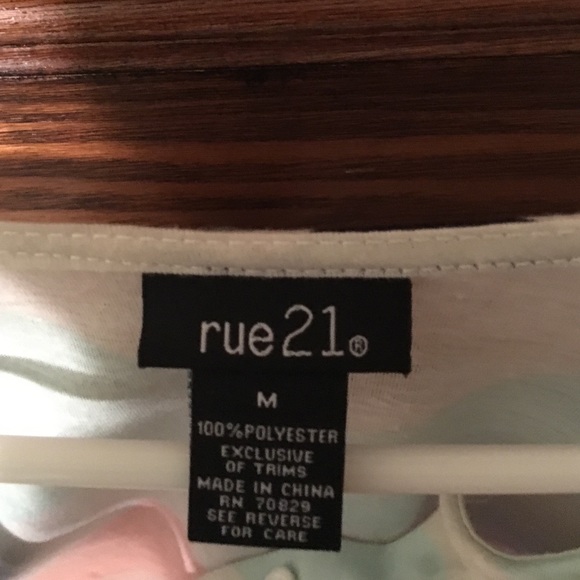 rue21®
M
100%POLYESTER
EXCLUSIVE
OF TRIMS
MADE IN CHINA
RN 70829
SEE REVERSE
FOR CARE